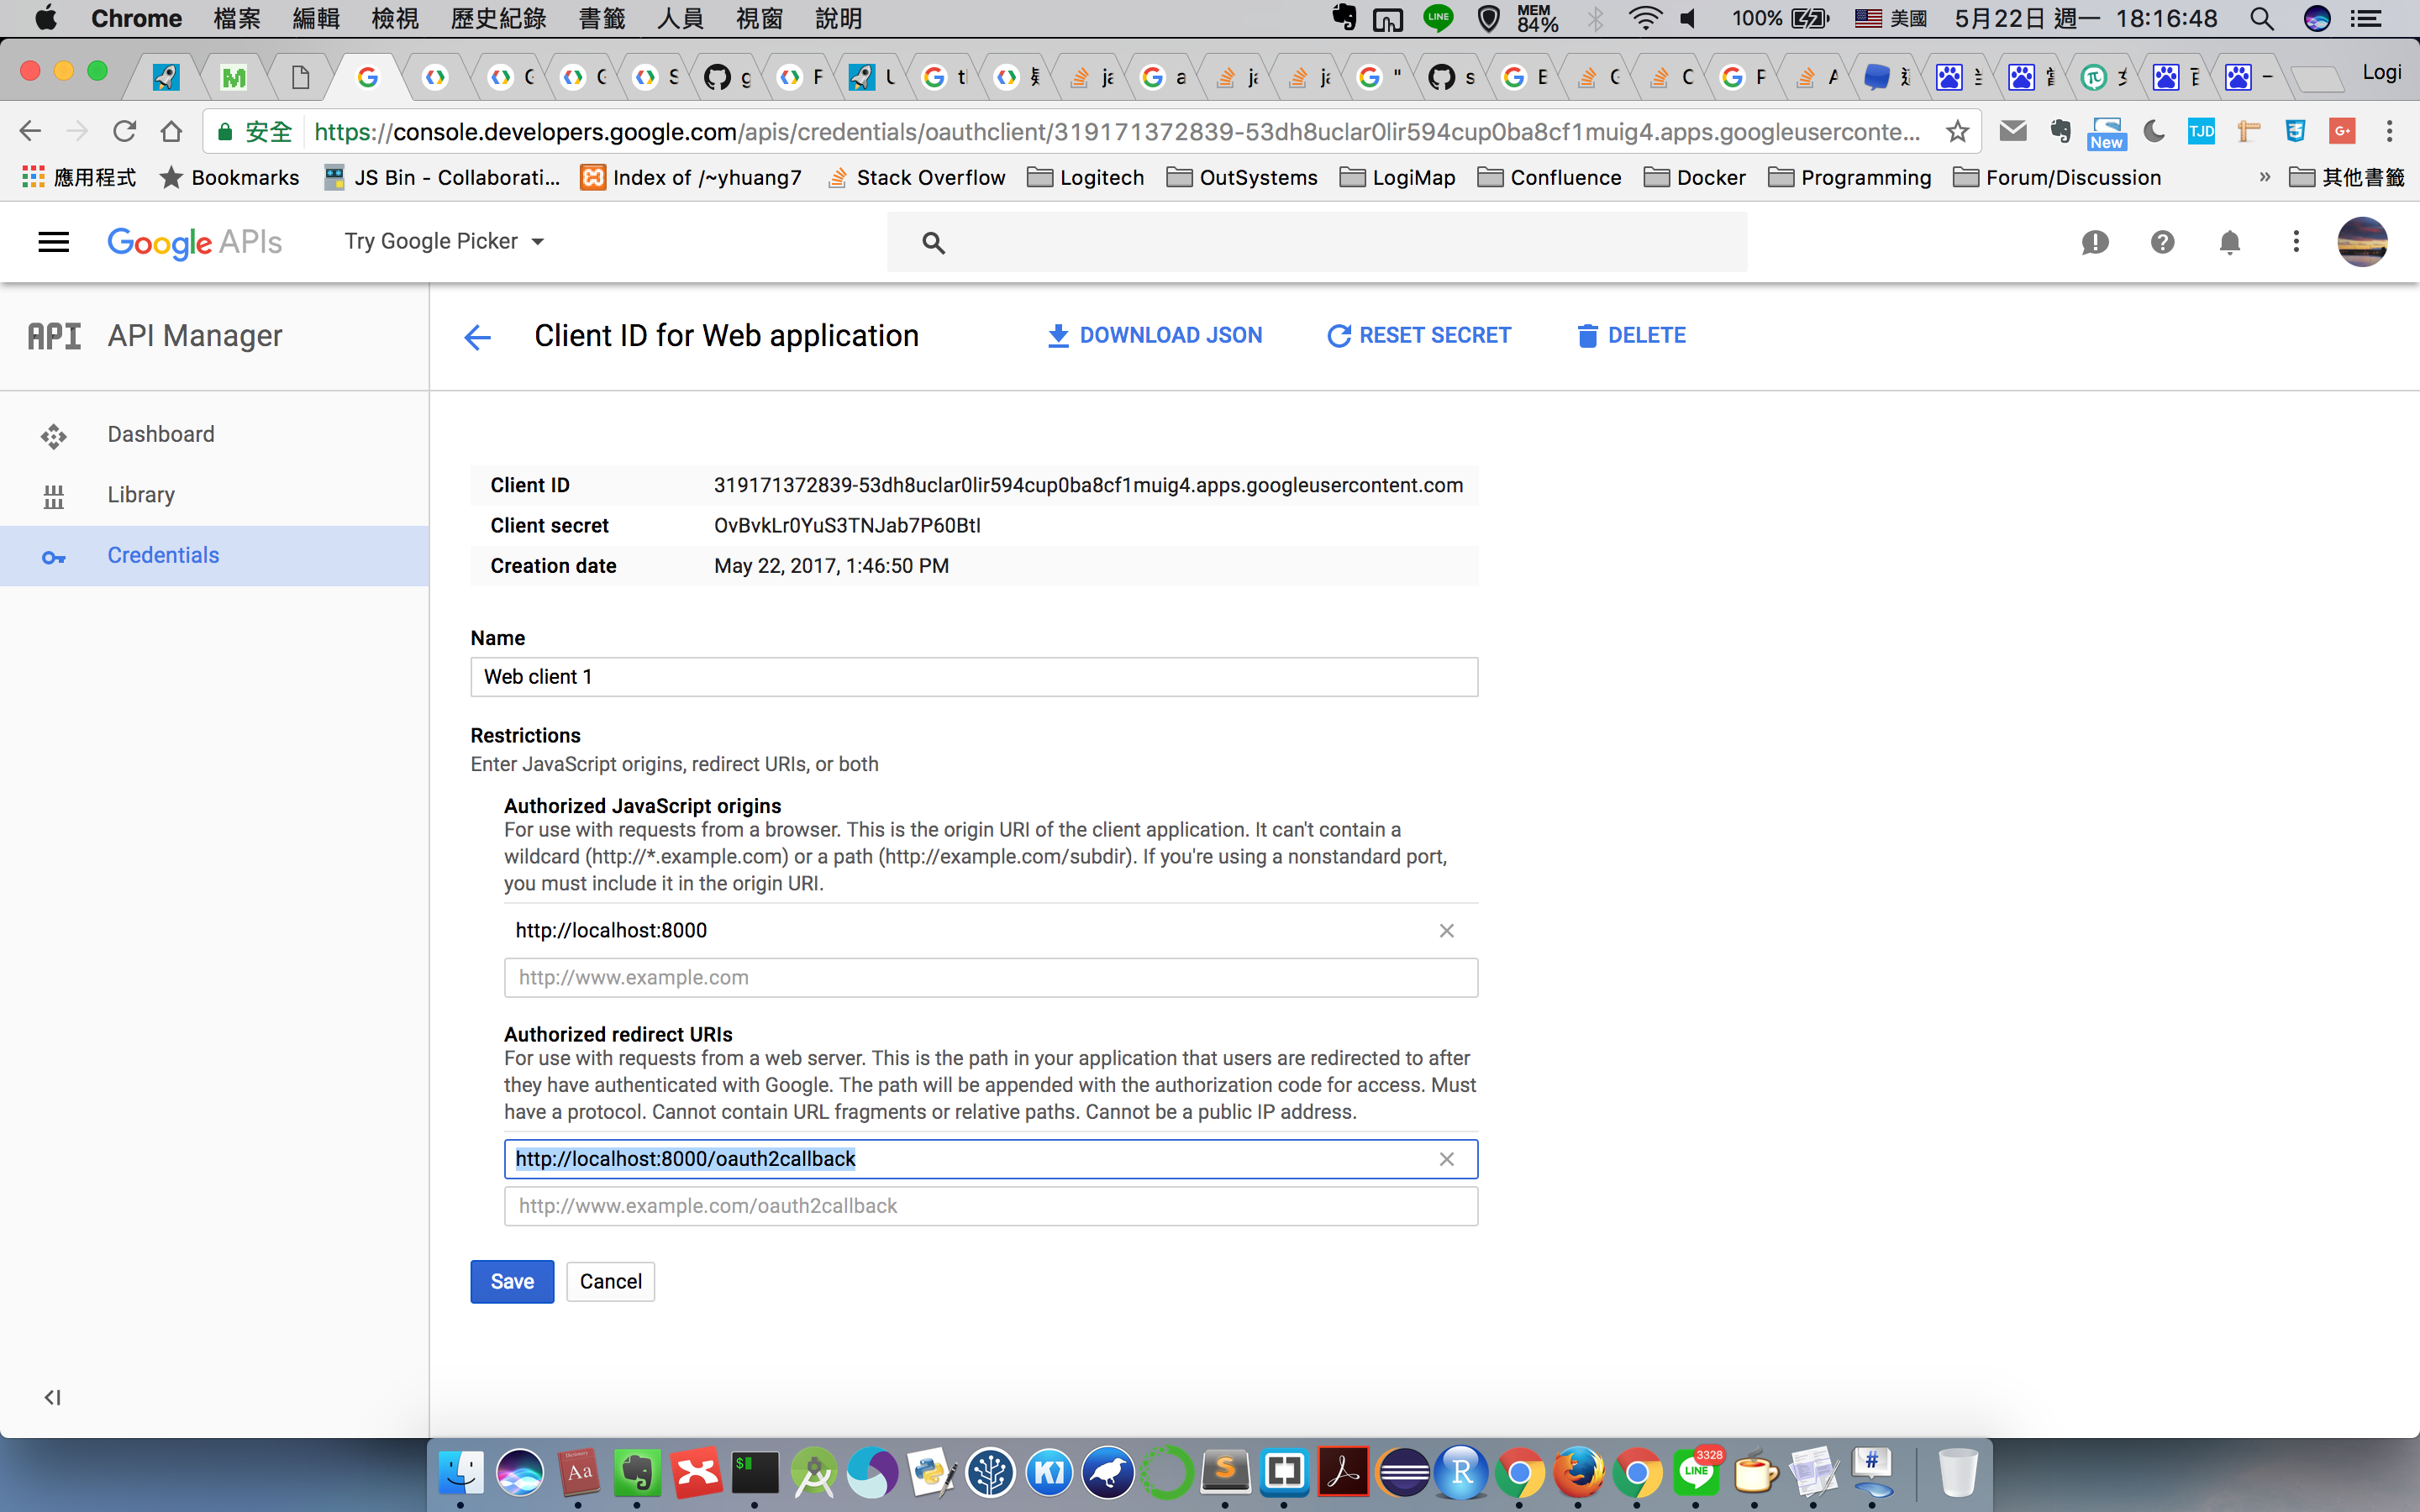 Chrome 檔案 編輯 檢視 歷史紀錄 書籤 人員 視窗 說明 LINE MEM 84% 100% 美國 5月22日 週一 18:16:48
Logi
安全 https://console.developers.google.com/apis/credentials/oauthclient/319171372839-53dh8uclar0lir594cup0ba8cf1muig4.apps.googleuserconte... New TJD G+
應用程式 Bookmarks JS Bin - Collaborati... Index of /~yhuang7 Stack Overflow Logitech OutSystems LogiMap Confluence Docker Programming Forum/Discussion » 其他書籤
Google APIs Try Google Picker
API API Manager
Client ID for Web application DOWNLOAD JSON RESET SECRET DELETE
Dashboard
Library
Credentials
Client ID 319171372839-53dh8uclar0lir594cup0ba8cf1muig4.apps.googleusercontent.com
Client secret OvBvkLr0YuS3TNJab7P60BtI
Creation date May 22, 2017, 1:46:50 PM
Name
Web client 1
Restrictions
Enter JavaScript origins, redirect URIs, or both
Authorized JavaScript origins
For use with requests from a browser. This is the origin URI of the client application. It can't contain a
wildcard (http://*.example.com) or a path (http://example.com/subdir). If you're using a nonstandard port,
you must include it in the origin URI.
http://localhost:8000
http://www.example.com
Authorized redirect URIs
For use with requests from a web server. This is the path in your application that users are redirected to after
they have authenticated with Google. The path will be appended with the authorization code for access. Must
have a protocol. Cannot contain URL fragments or relative paths. Cannot be a public IP address.
http://localhost:8000/oauth2callback
http://www.example.com/oauth2callback
Save Cancel
3328
LINE